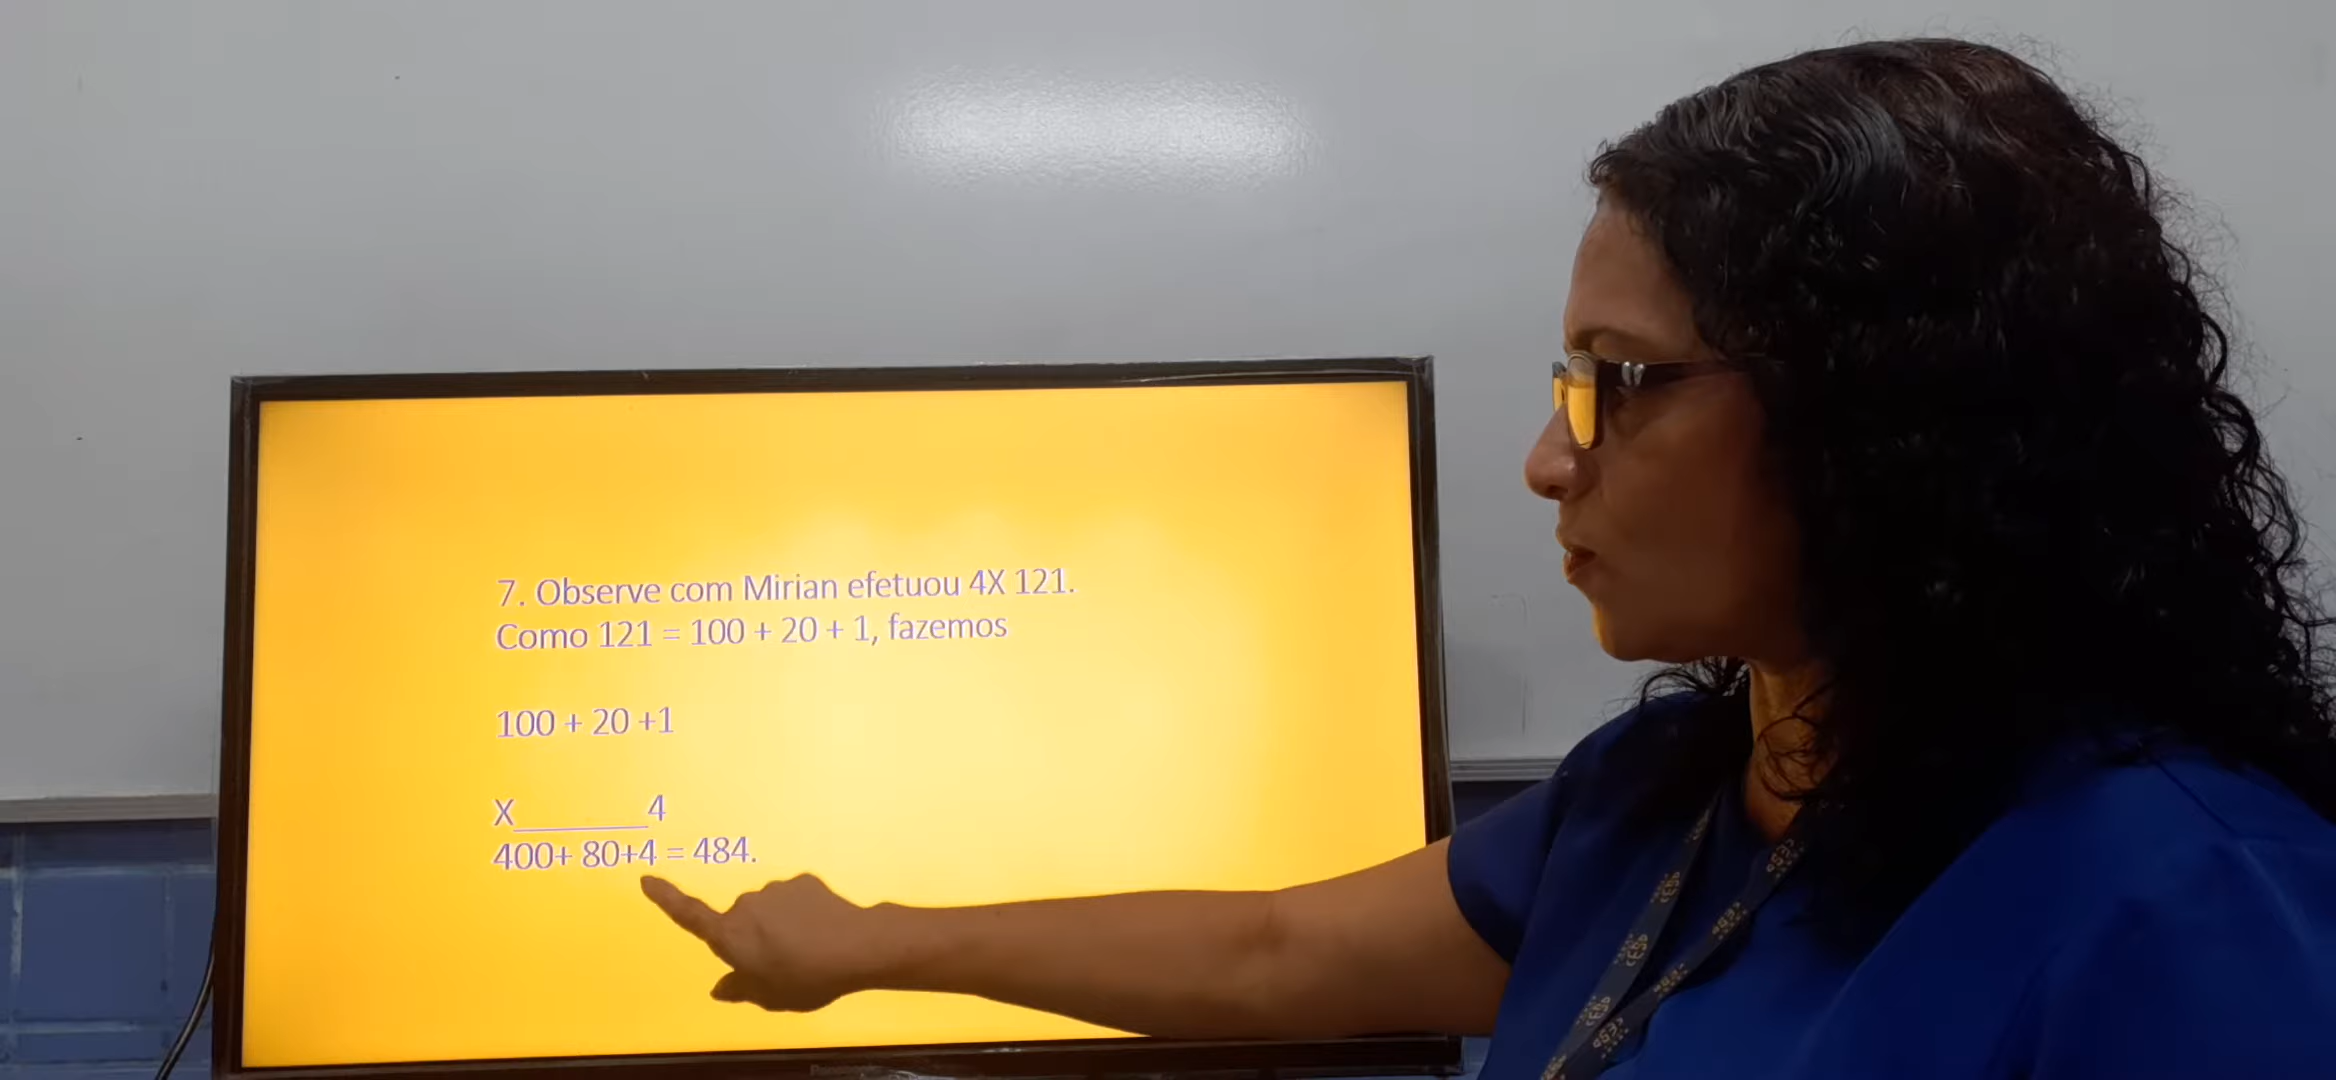 7. Observe com Mirian efetuou 4X 121.
Como 121 = 100 + 20 + 1, fazemos
100 + 20 +1
X_______4
400+ 80+4 = 484.